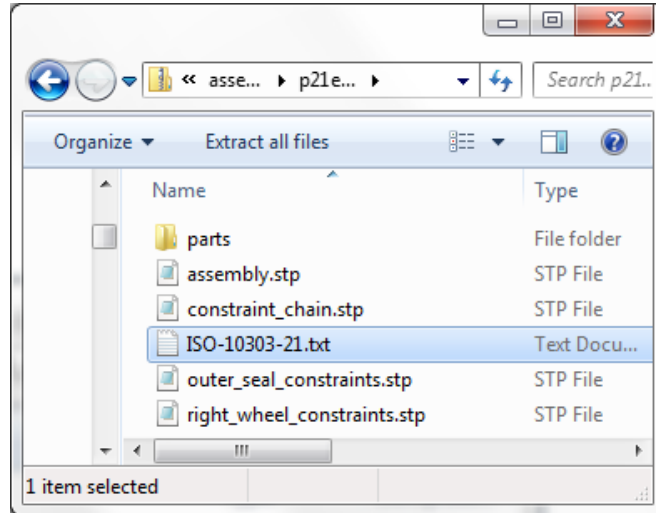 « asse... p21e...
Search p21..
Organize
Extract all files
Name
Type
parts
File folder
assembly.stp
STP File
constraint_chain.stp
STP File
ISO-10303-21.txt
Text Docu...
outer_seal_constraints.stp
STP File
right_wheel_constraints.stp
STP File
1 item selected